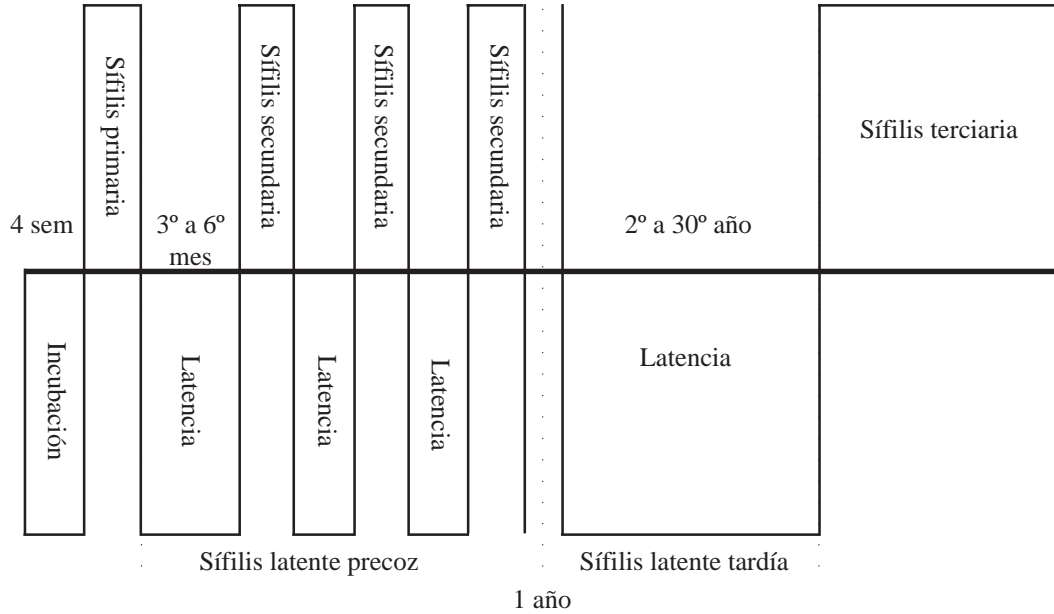 Sífilis primaria
Sífilis secundaria
Sífilis secundaria
Sífilis secundaria
Sífilis terciaria
4 sem
3º a 6º
mes
2º a 30º año
Incubación
Latencia
Latencia
Latencia
Latencia
Sífilis latente precoz
Sífilis latente tardía
1 año